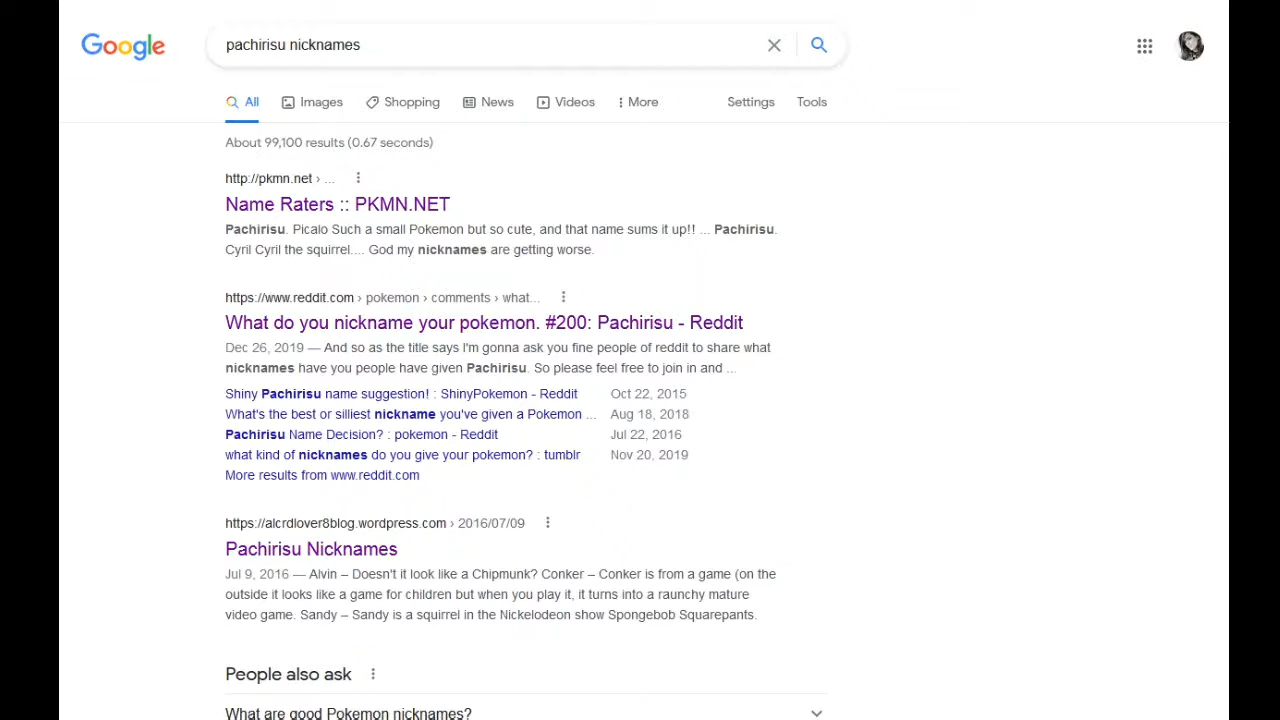 Google
pachirisu nicknames
All Images Shopping News Videos More Settings Tools
About 99,100 results (0.67 seconds)
http://pkmn.net › ...
Name Raters :: PKMN.NET
Pachirisu. Picalo Such a small Pokemon but so cute, and that name sums it up!! ... Pachirisu.
Cyril Cyril the squirrel.... God my nicknames are getting worse.
https://www.reddit.com › pokemon › comments › what...
What do you nickname your pokemon. #200: Pachirisu - Reddit
Dec 26, 2019 — And so as the title says I'm gonna ask you fine people of reddit to share what
nicknames have you people have given Pachirisu. So please feel free to join in and ...
Shiny Pachirisu name suggestion! : ShinyPokemon - Reddit Oct 22, 2015
What's the best or silliest nickname you've given a Pokemon ... Aug 18, 2018
Pachirisu Name Decision? : pokemon - Reddit Jul 22, 2016
what kind of nicknames do you give your pokemon? : tumblr Nov 20, 2019
More results from www.reddit.com
https://alcrdlover8blog.wordpress.com › 2016/07/09
Pachirisu Nicknames
Jul 9, 2016 — Alvin – Doesn't it look like a Chipmunk? Conker – Conker is from a game (on the
outside it looks like a game for children but when you play it, it turns into a raunchy mature
video game. Sandy – Sandy is a squirrel in the Nickelodeon show Spongebob Squarepants.
People also ask
What are good Pokemon nicknames?